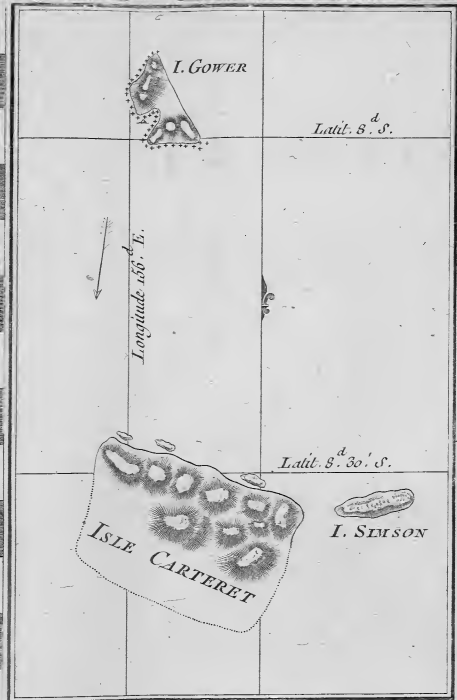 I. GOWER
Latit. 8.d S.
Longitude 156.d E.
Latit. 8.d 30' S.
I. SIMSON
ISLE CARTERET